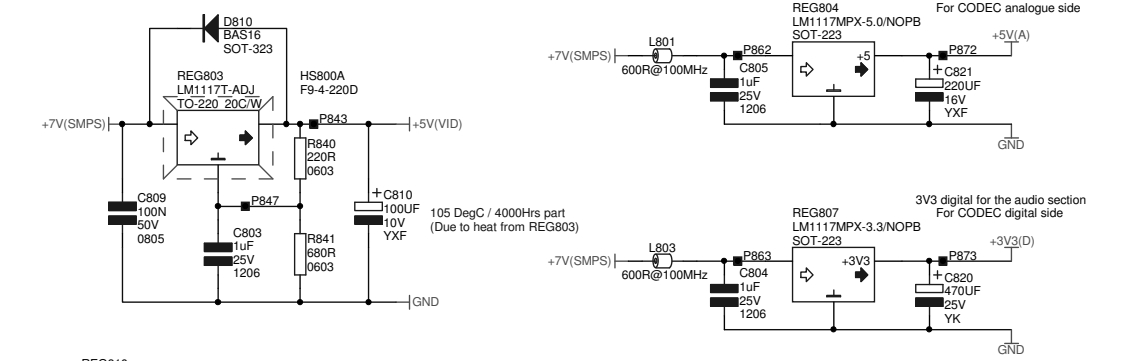 D810
BAS16
SOT-323
REG803
LM1117T-ADJ
TO-220 20C/W
HS800A
F9-4-220D
+7V(SMPS)
P843
+5V(VID)
R840
220R
0603
C809
100N
50V
0805
P847
C803
1uF
25V
1206
R841
680R
0603
+
C810
100UF
10V
YXF
105 DegC / 4000Hrs part
(Due to heat from REG803)
GND
REG804
LM1117MPX-5.0/NOPB
SOT-223
For CODEC analogue side
+5V(A)
+7V(SMPS)
L801
600R@100MHz
P862
+5
P872
C805
1uF
25V
1206
+
C821
220UF
16V
YXF
GND
3V3 digital for the audio section
For CODEC digital side
REG807
LM1117MPX-3.3/NOPB
SOT-223
+3V3(D)
+7V(SMPS)
L803
600R@100MHz
P863
+3V3
P873
C804
1uF
25V
1206
+
C820
470UF
25V
YK
GND